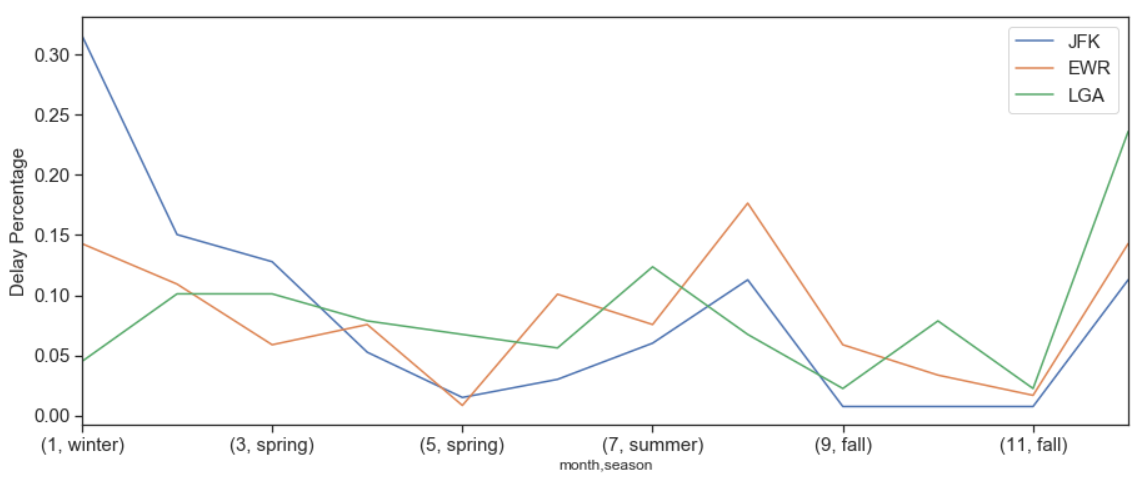 JFK
EWR
LGA
Delay Percentage
0.30
0.25
0.20
0.15
0.10
0.05
0.00
(1, winter) (3, spring) (5, spring) (7, summer) (9, fall) (11, fall)
month,season